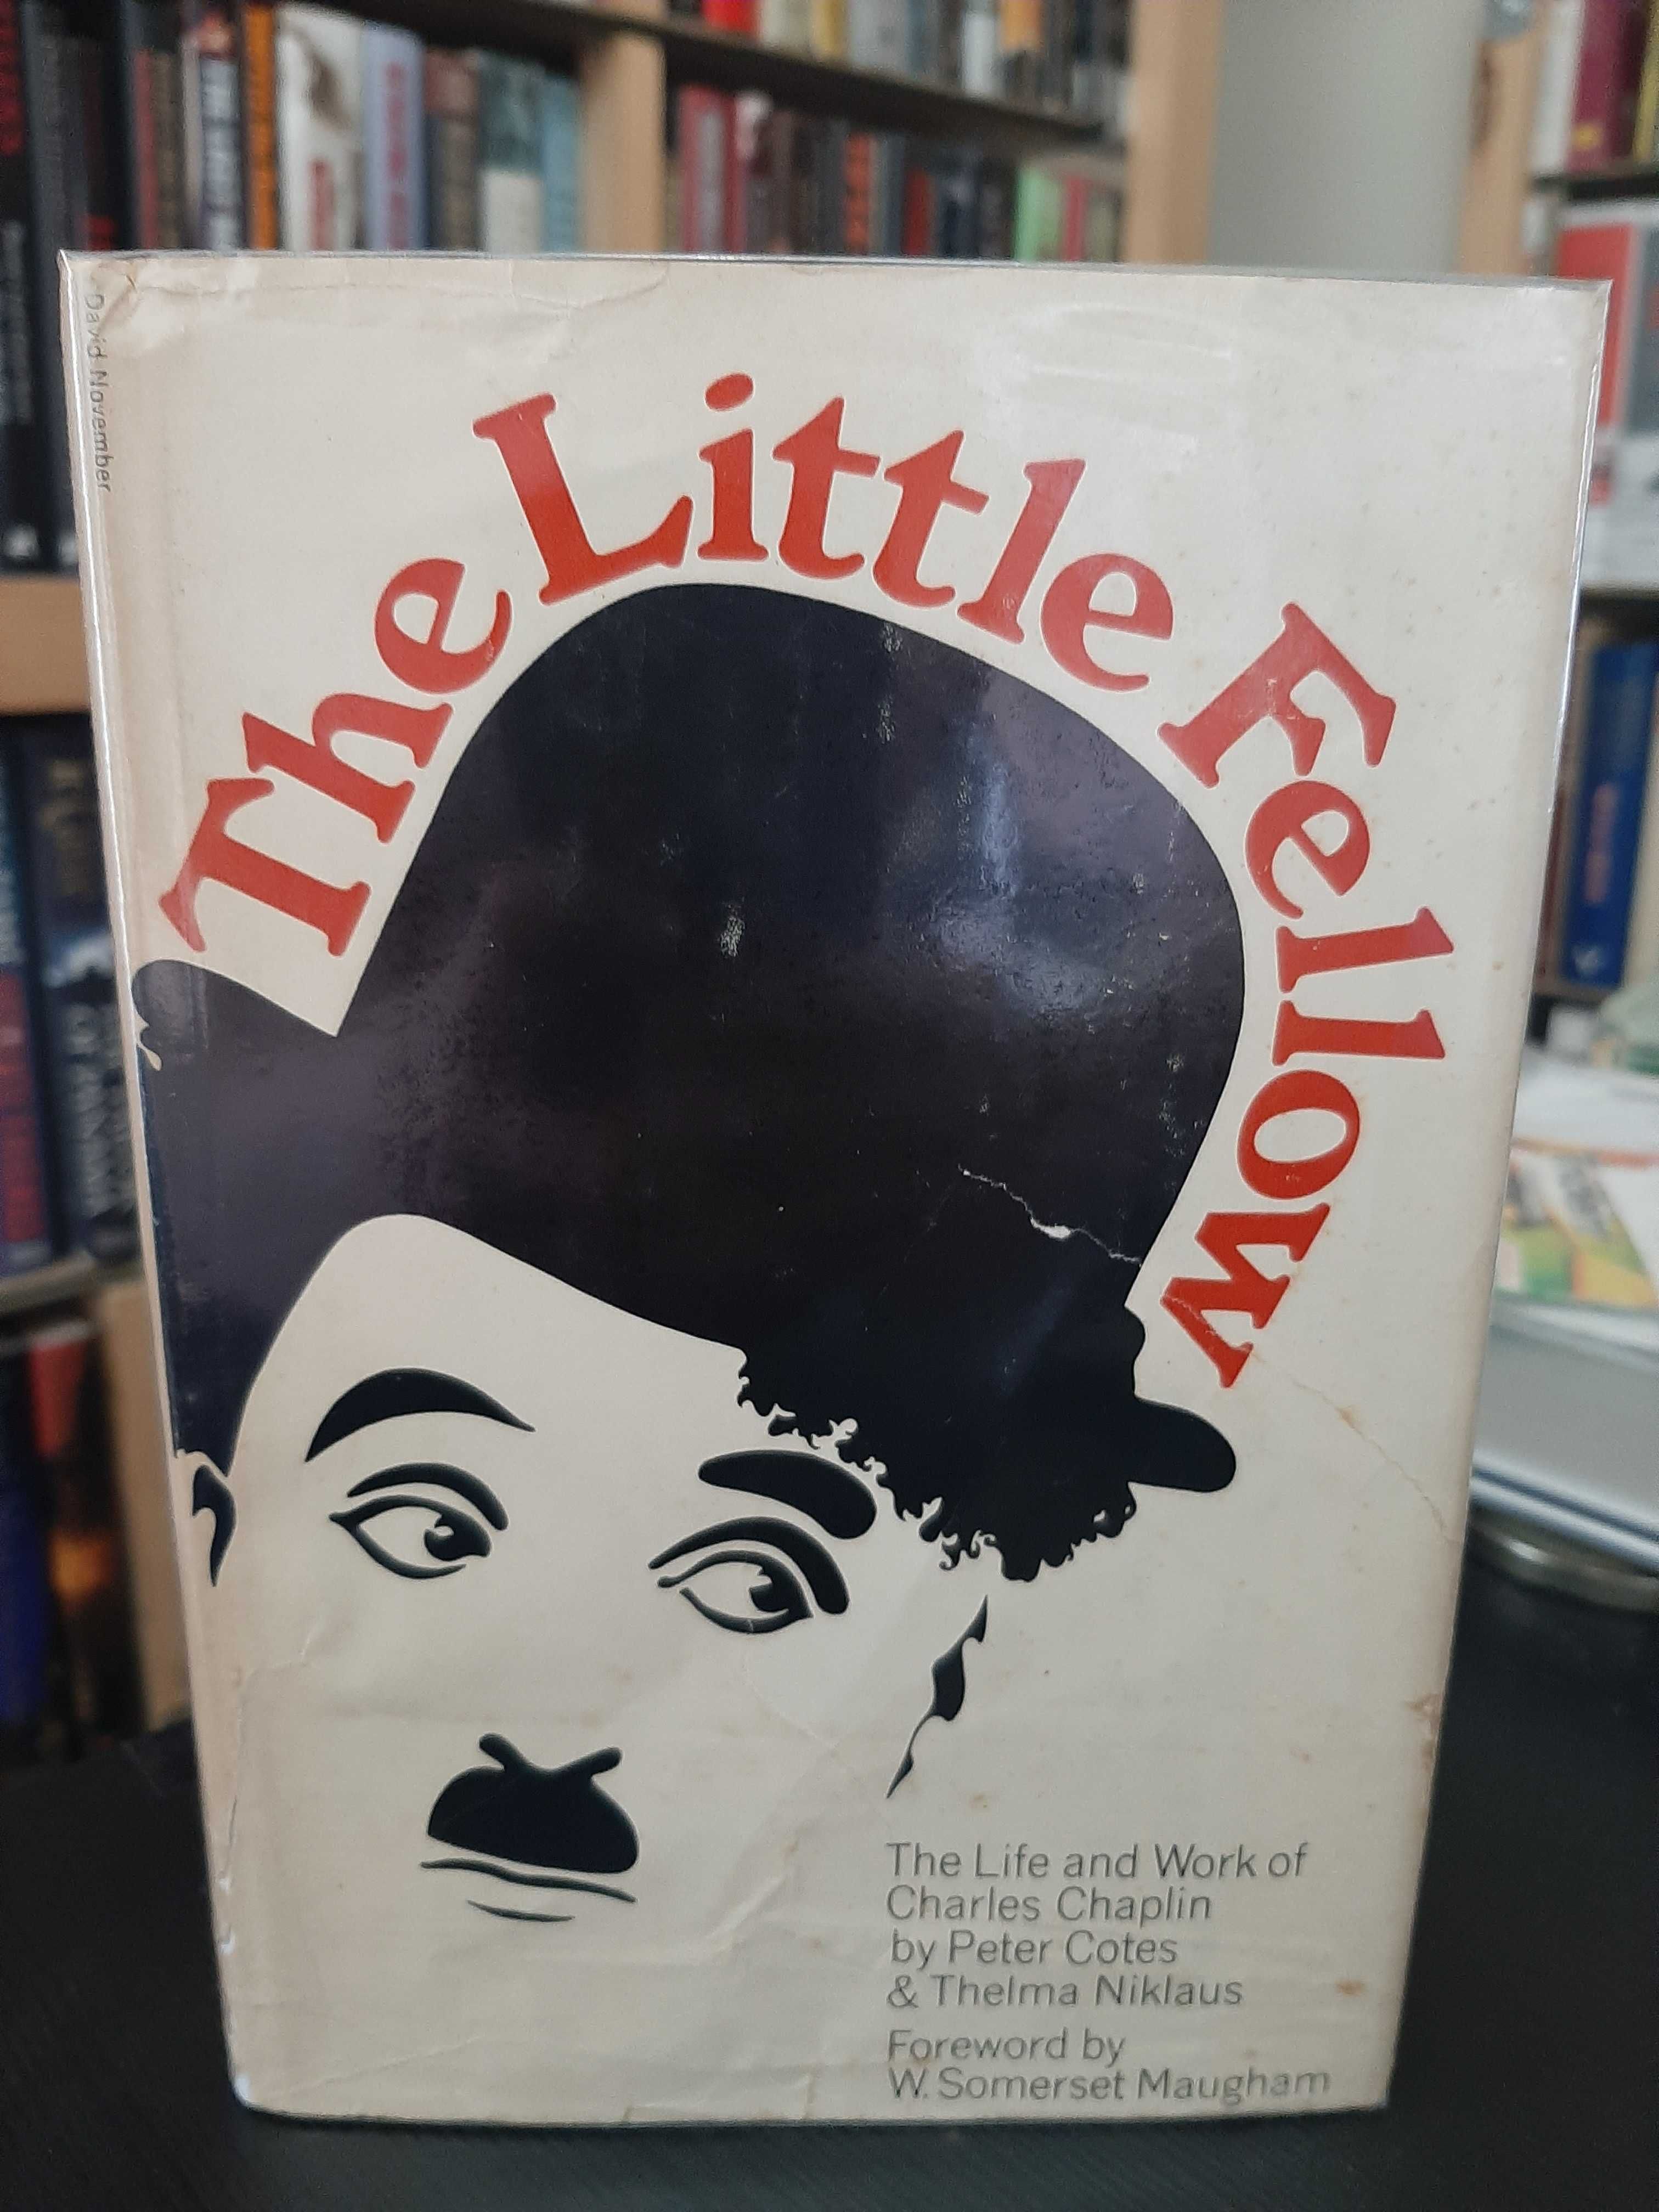 David November
The Little Fellow
The Life and Work of
Charles Chaplin
by Peter Cotes
& Thelma Niklaus
Foreword by
W. Somerset Maugham